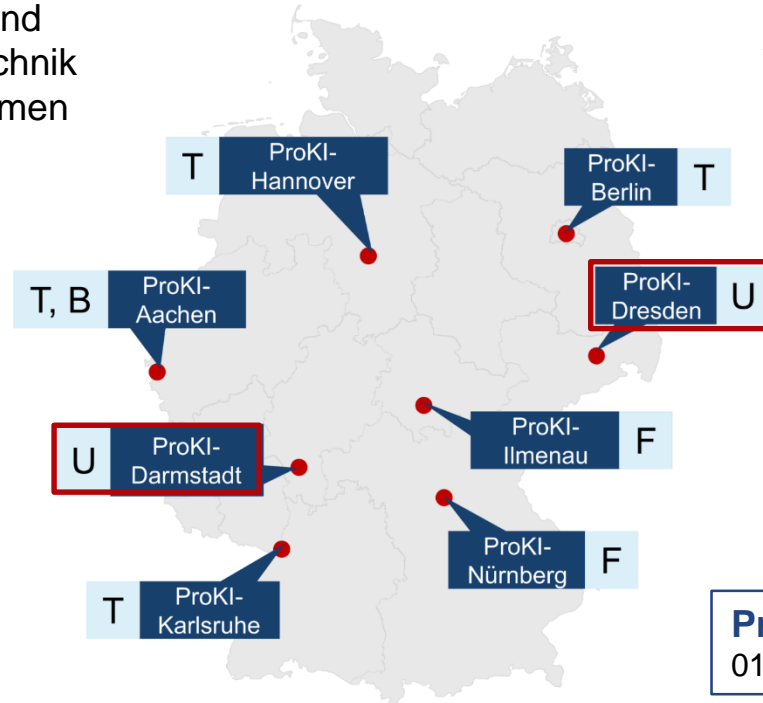 nd
chnik
men
T
ProKI-
Hannover
ProKI-
Berlin
T
T, B
ProKI-
Aachen
ProKI-
Dresden
U
U
ProKI-
Darmstadt
ProKI-
Ilmenau
F
ProKI-
Nürnberg
F
T
ProKI-
Karlsruhe
Pr
01